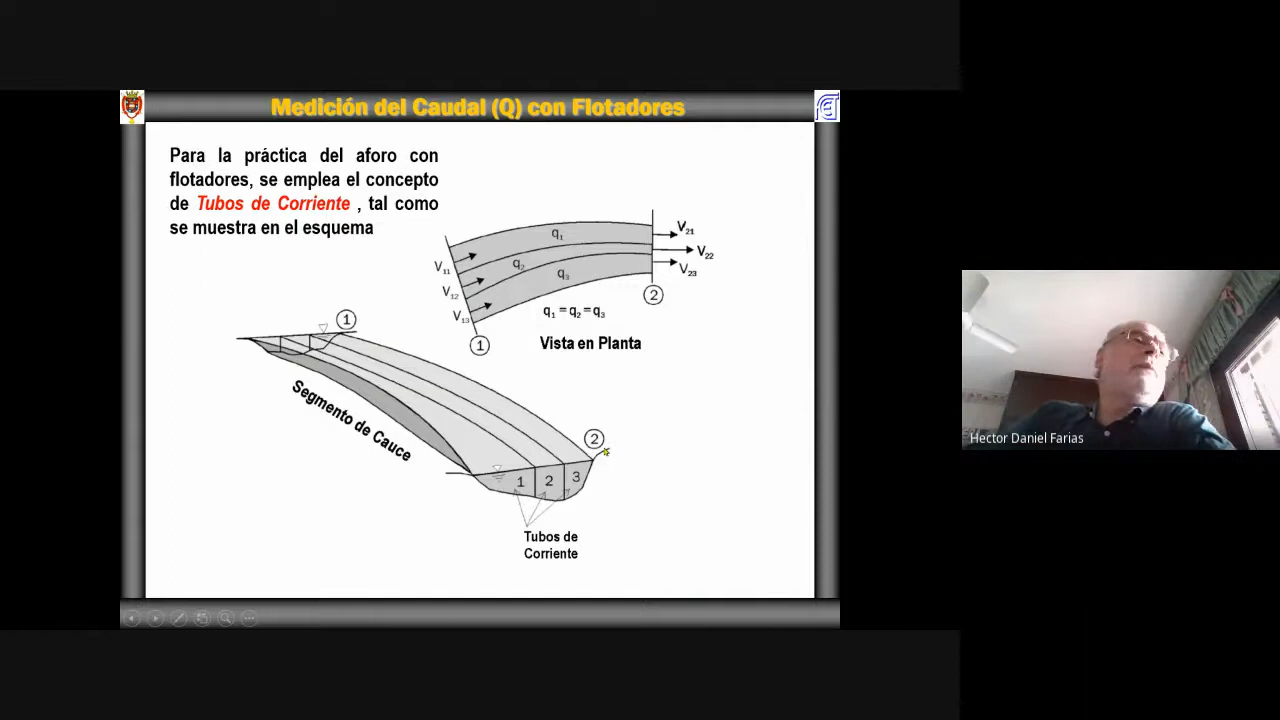 Medición del Caudal (Q) con Flotadores
Para la práctica del aforo con
flotadores, se emplea el concepto
de Tubos de Corriente , tal como
se muestra en el esquema
V11
V12
V13
q1
q2
q3
V21
V22
V23
q1 = q2 = q3
1
2
Vista en Planta
1
Segmento de Cauce
2
1 2 3
Tubos de
Corriente
Hector Daniel Farias